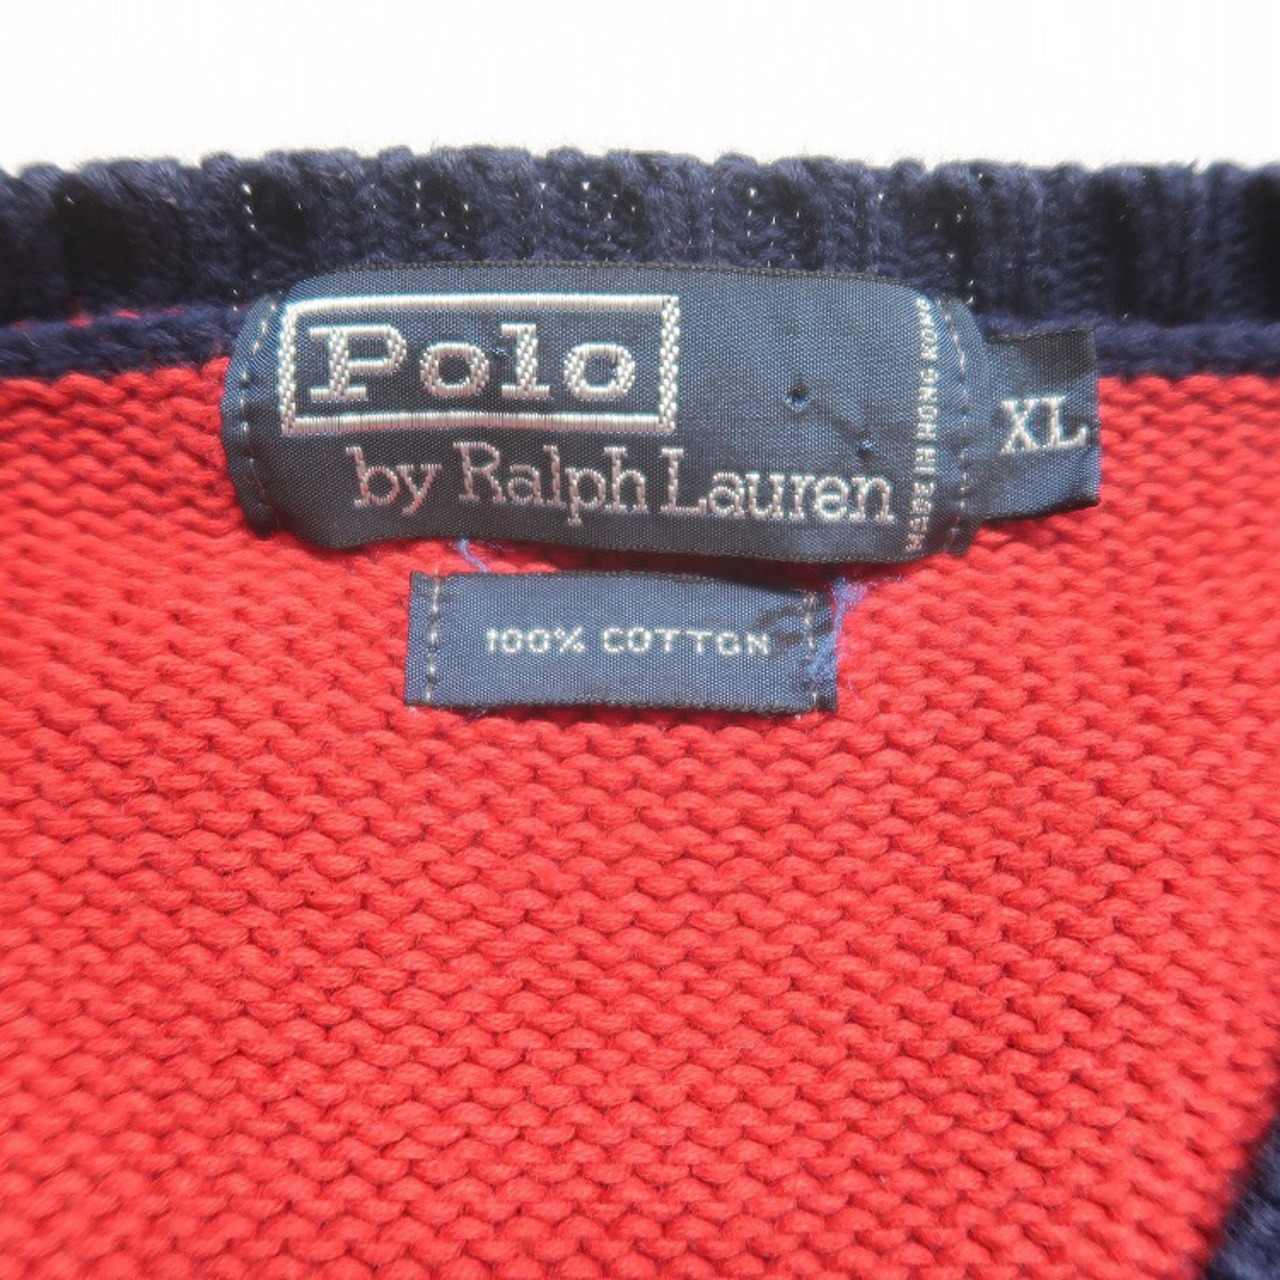 Polo
by Ralph Lauren
MADE IN HONG KONG
XL
100% COTTON